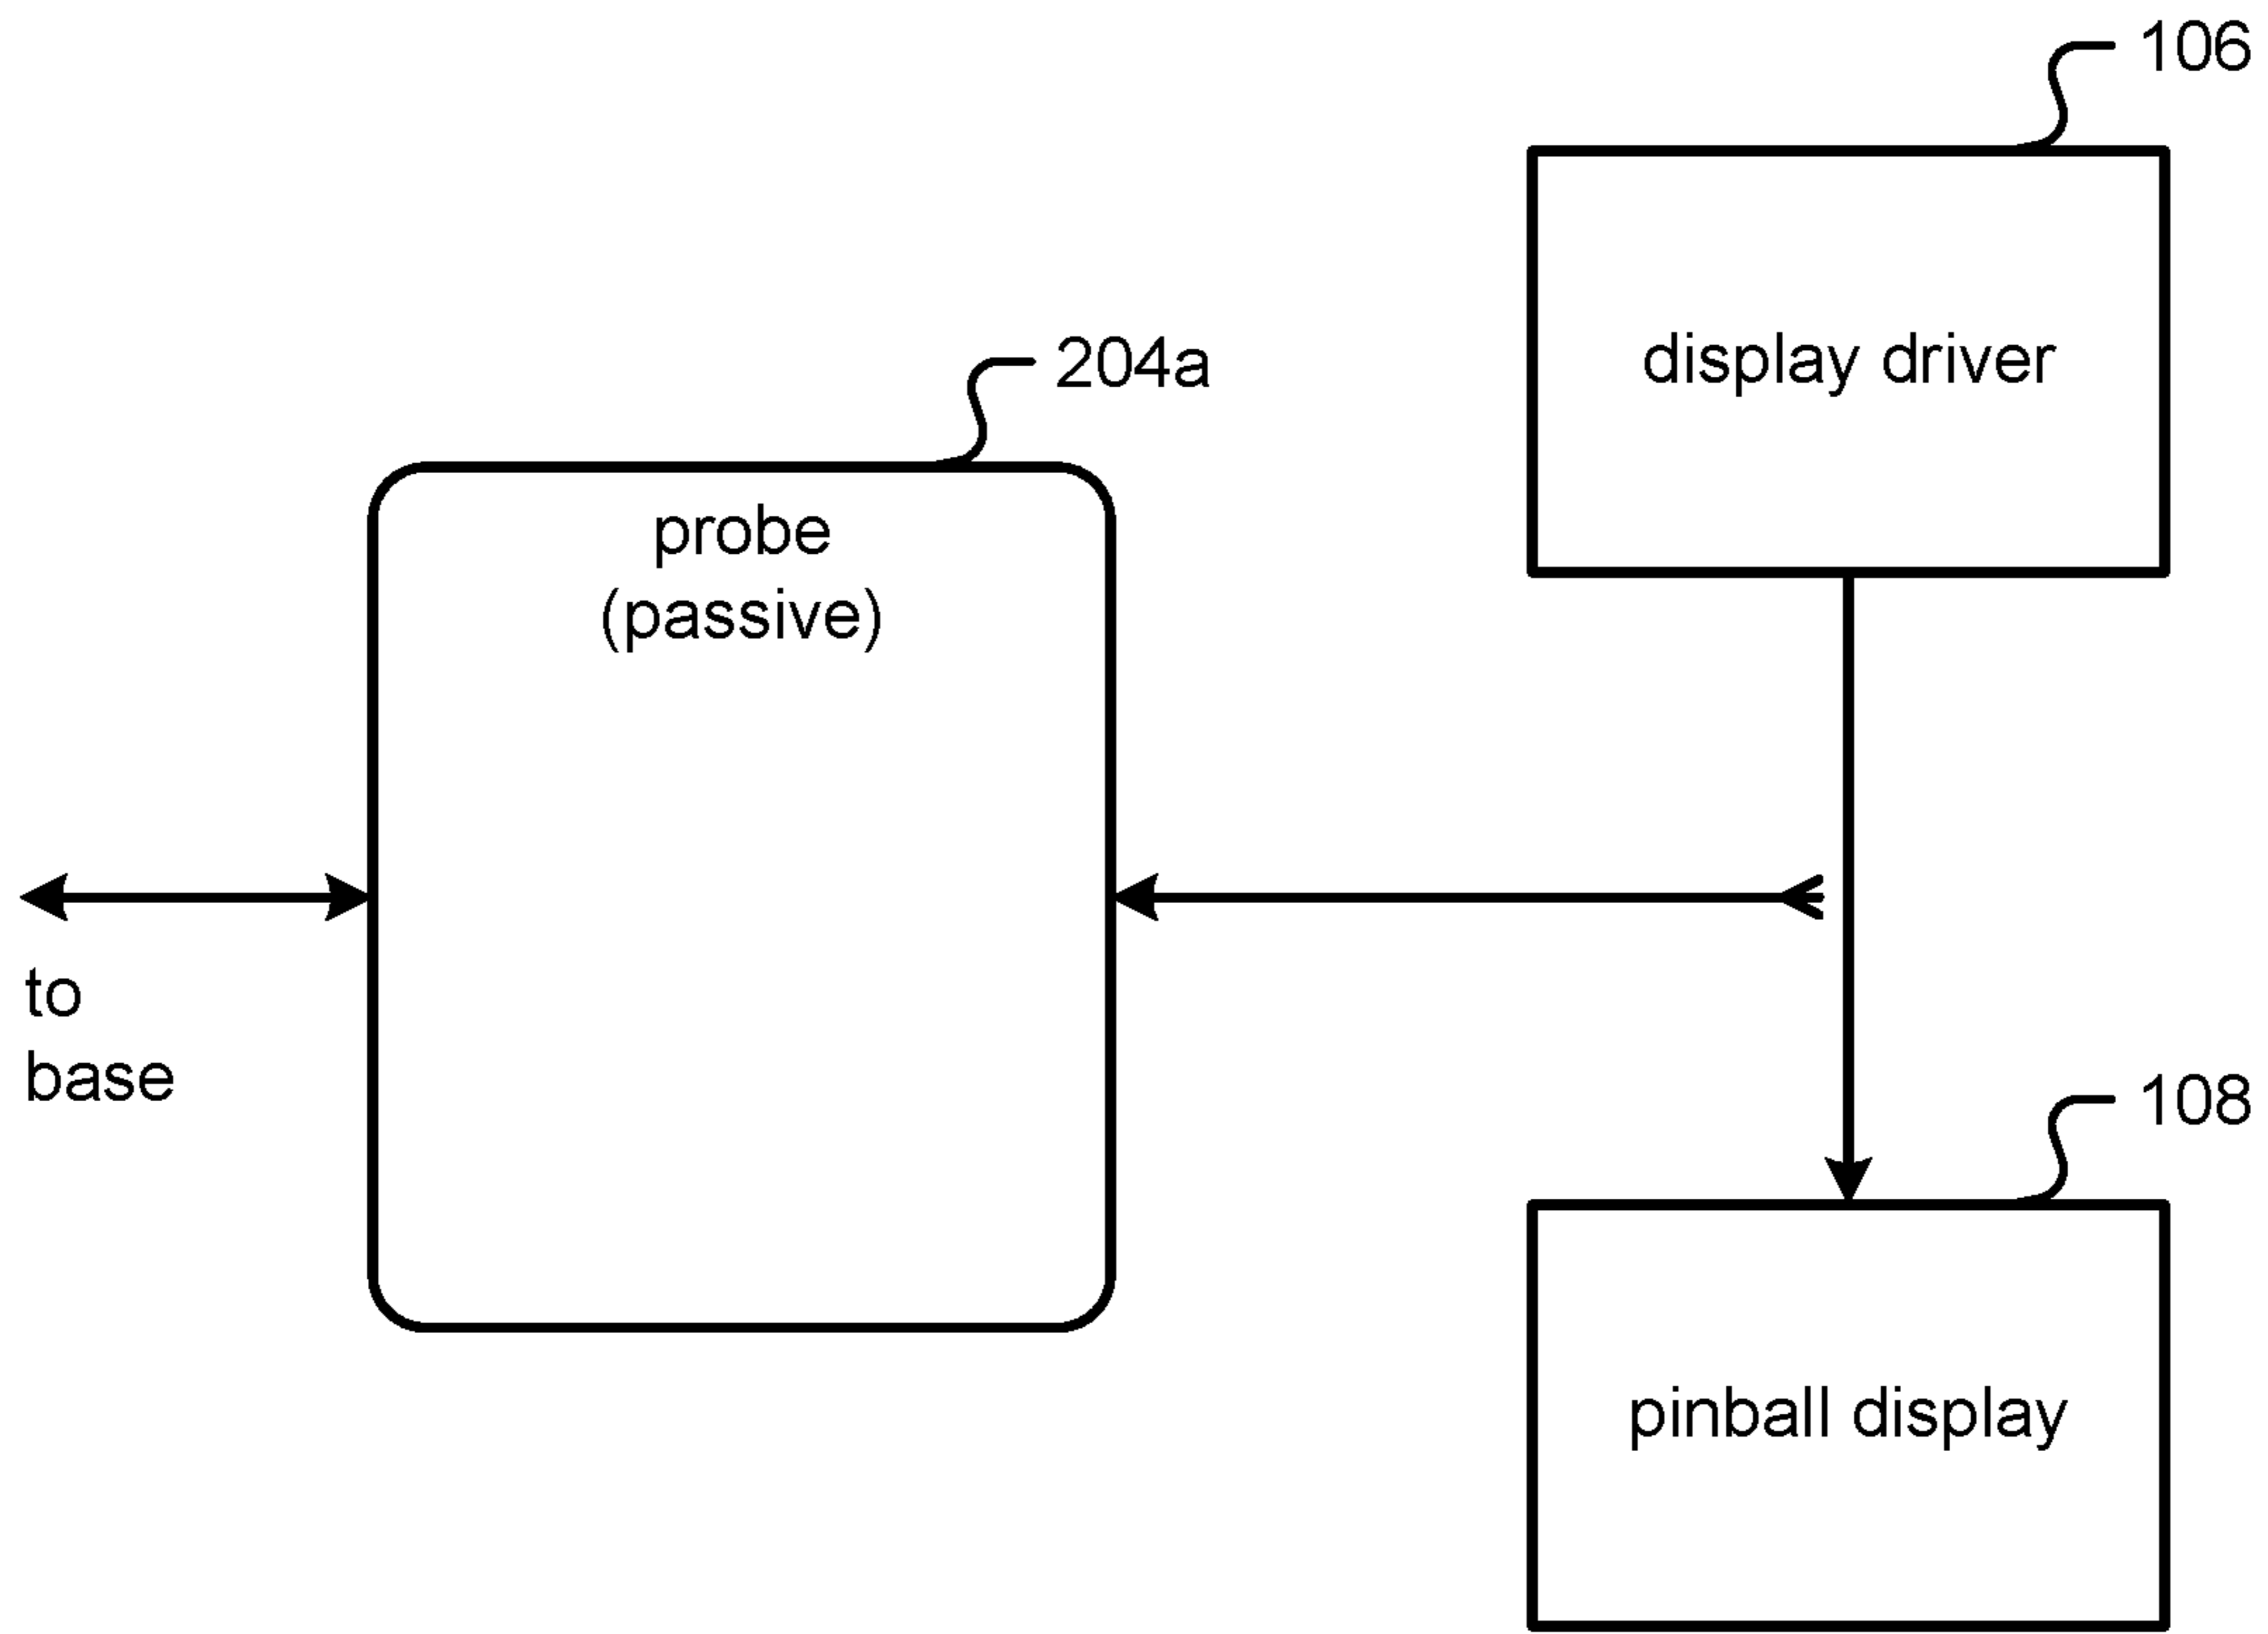 106
display driver
204a
probe
(passive)
to
base
108
pinball display